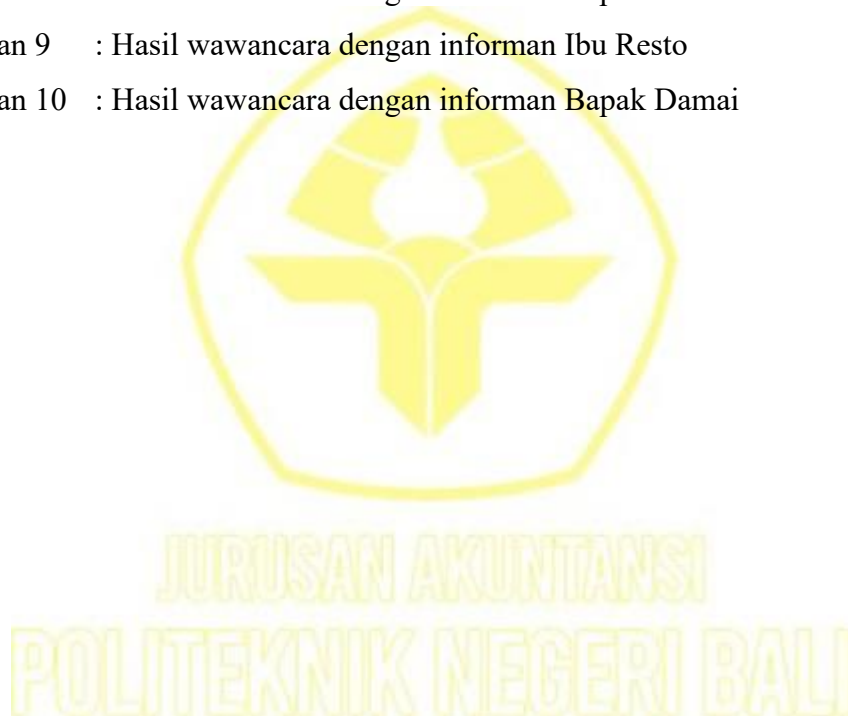 an 9 : Hasil wawancara dengan informan Ibu Resto
an 10 : Hasil wawancara dengan informan Bapak Damai
JURUSAN AKUNTANSI
POLITEKNIK NEGERI BALI